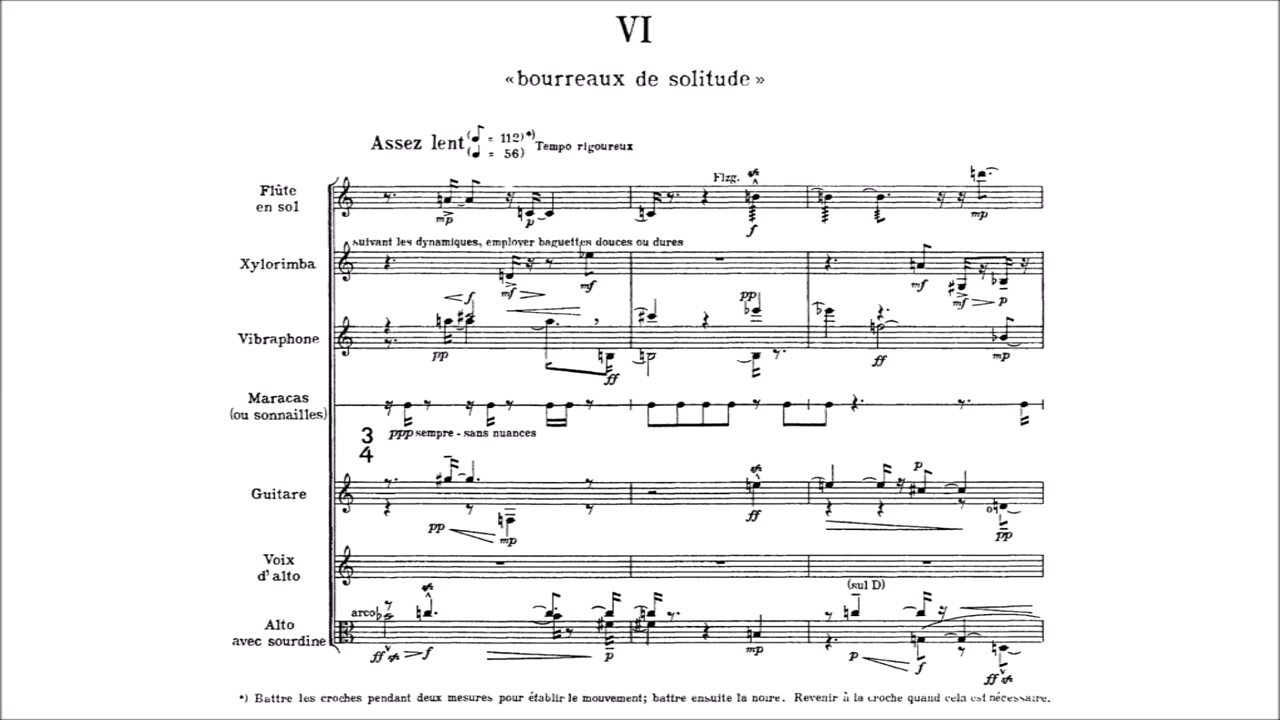 VI
«bourreaux de solitude»
Assez lent (♪ = 112)*) Tempo rigoureux
(♩ = 56)
Flûte
en sol
Flzg.
mp p f mp
suivant les dynamiques, employer baguettes douces ou dures
Xylorimba
mf mf mf mf p
f pp
Vibraphone
pp ff ff mp
Maracas
(ou sonnailles)
3
4
ppp sempre - sans nuances
p
Guitare
pp mp ff pp
Voix
d'alto
(sul D)
arco
Alto
avec sourdine
ff f p mp p f ff
*) Battre les croches pendant deux mesures pour établir le mouvement; battre ensuite la noire. Revenir à la croche quand cela est nécessaire.